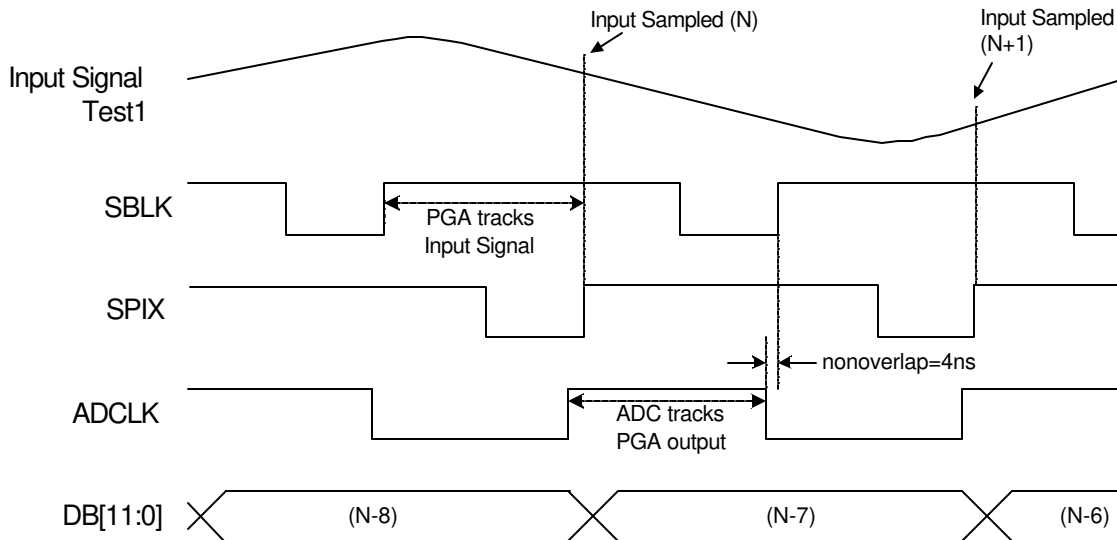 Input Sampled (N)
Input Sampled
(N+1)
Input Signal
Test1
SBLK
PGA tracks
Input Signal
SPIX
nonoverlap=4ns
ADCLK
ADC tracks
PGA output
DB[11:0]
(N-8)
(N-7)
(N-6)